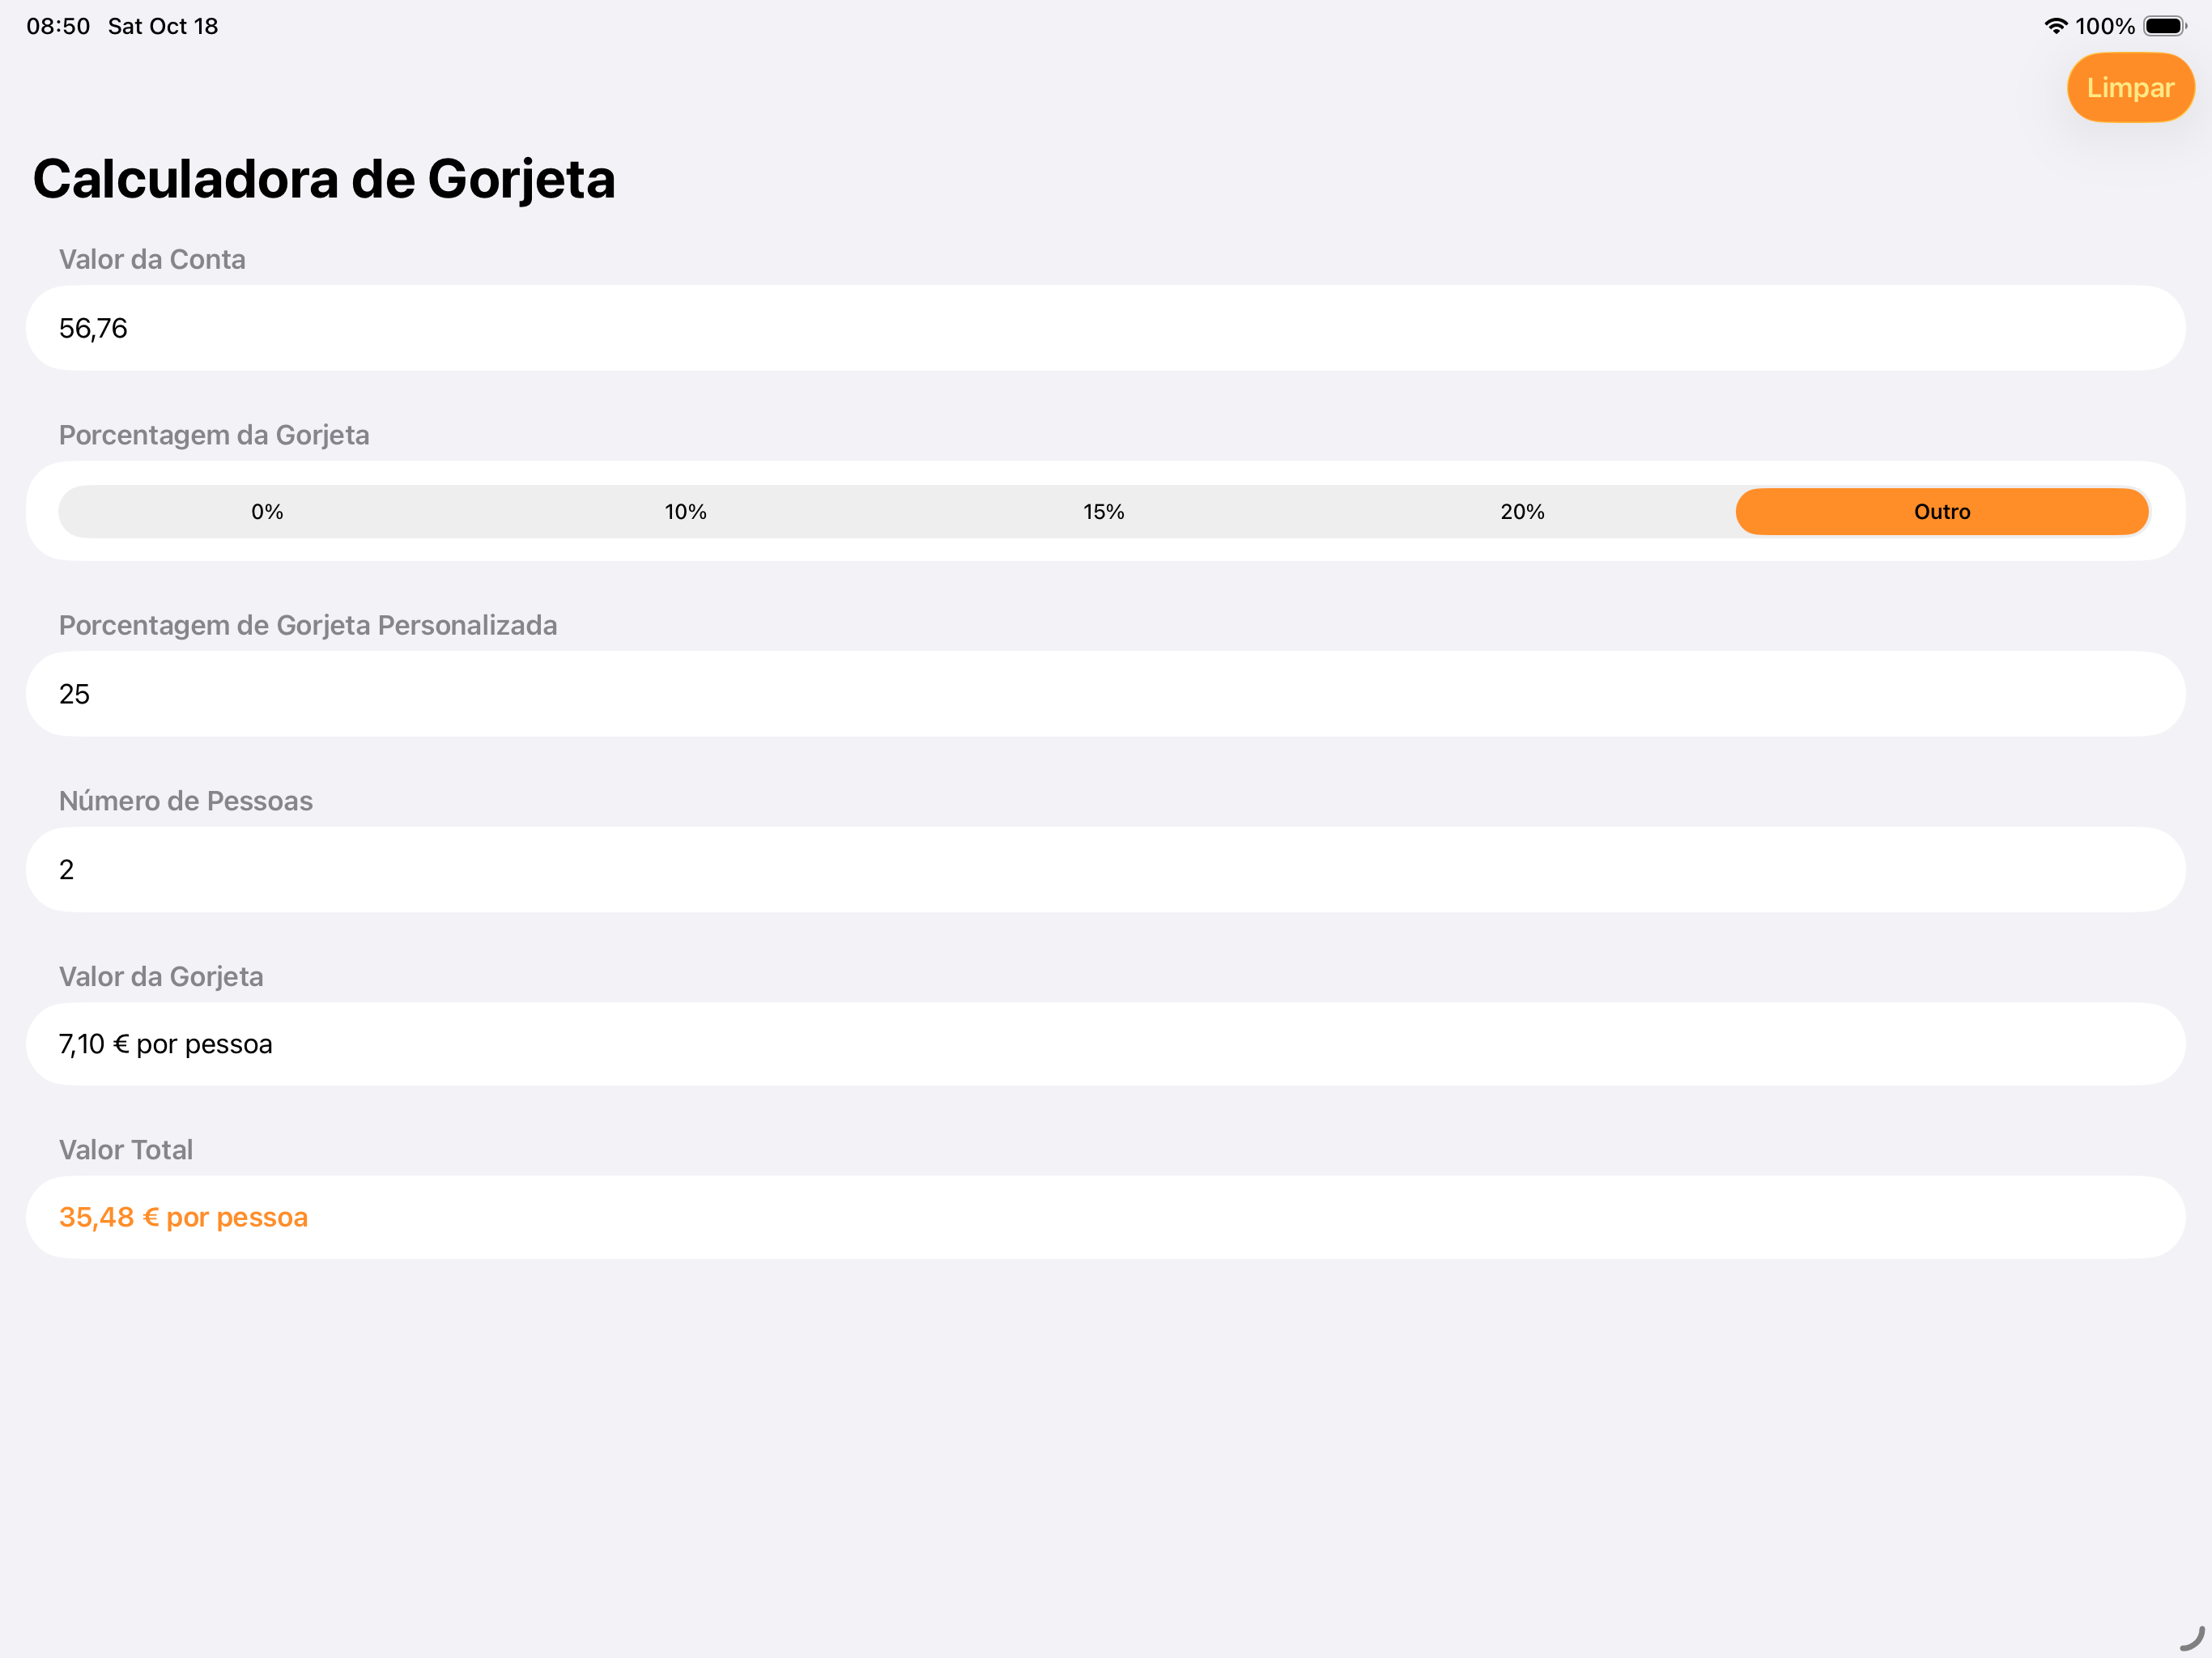 08:50 Sat Oct 18
100%
Limpar
Calculadora de Gorjeta
Valor da Conta
56,76
Porcentagem da Gorjeta
0% 10% 15% 20% Outro
Porcentagem de Gorjeta Personalizada
25
Número de Pessoas
2
Valor da Gorjeta
7,10 € por pessoa
Valor Total
35,48 € por pessoa